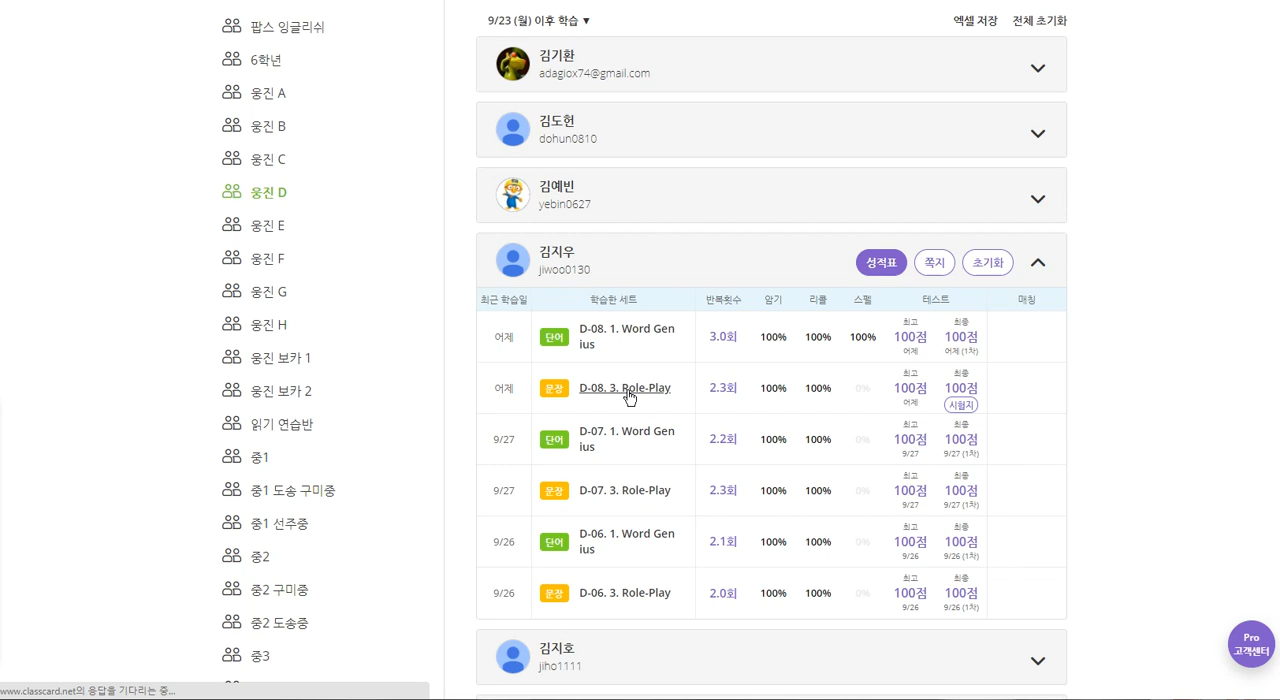 팝스 잉글리쉬
6학년
웅진 A
웅진 B
웅진 C
웅진 D
웅진 E
웅진 F
웅진 G
웅진 H
웅진 보카 1
웅진 보카 2
읽기 연습반
중1
중1 도송 구미중
중1 선주중
중2
중2 구미중
중2 도송중
중3
www.classcard.net의 응답을 기다리는 중...
9/23 (월) 이후 학습 ▼
엑셀 저장 전체 초기화
김기환
adagiox74@gmail.com
김도헌
dohun0810
김예빈
yebin0627
김지우
jiwoo0130
성적표 쪽지 초기화
최근 학습일 학습한 세트 반복횟수 암기 리콜 스펠 테스트 매칭
어제 단어 D-08. 1. Word Gen
ius
3.0회 100% 100% 100% 최고 100점 어제 최종 100점 어제 (1차)
어제 문장 D-08. 3. Role-Play 2.3회 100% 100% 0% 최고 100점 어제 최종 100점 시험지
9/27 단어 D-07. 1. Word Gen
ius
2.2회 100% 100% 0% 최고 100점 9/27 최종 100점 9/27 (1차)
9/27 문장 D-07. 3. Role-Play 2.3회 100% 100% 0% 최고 100점 9/27 최종 100점 9/27 (1차)
9/26 단어 D-06. 1. Word Gen
ius
2.1회 100% 100% 0% 최고 100점 9/26 최종 100점 9/26 (1차)
9/26 문장 D-06. 3. Role-Play 2.0회 100% 100% 0% 최고 100점 9/26 최종 100점 9/26 (1차)
김지호
jiho1111
Pro
고객센터